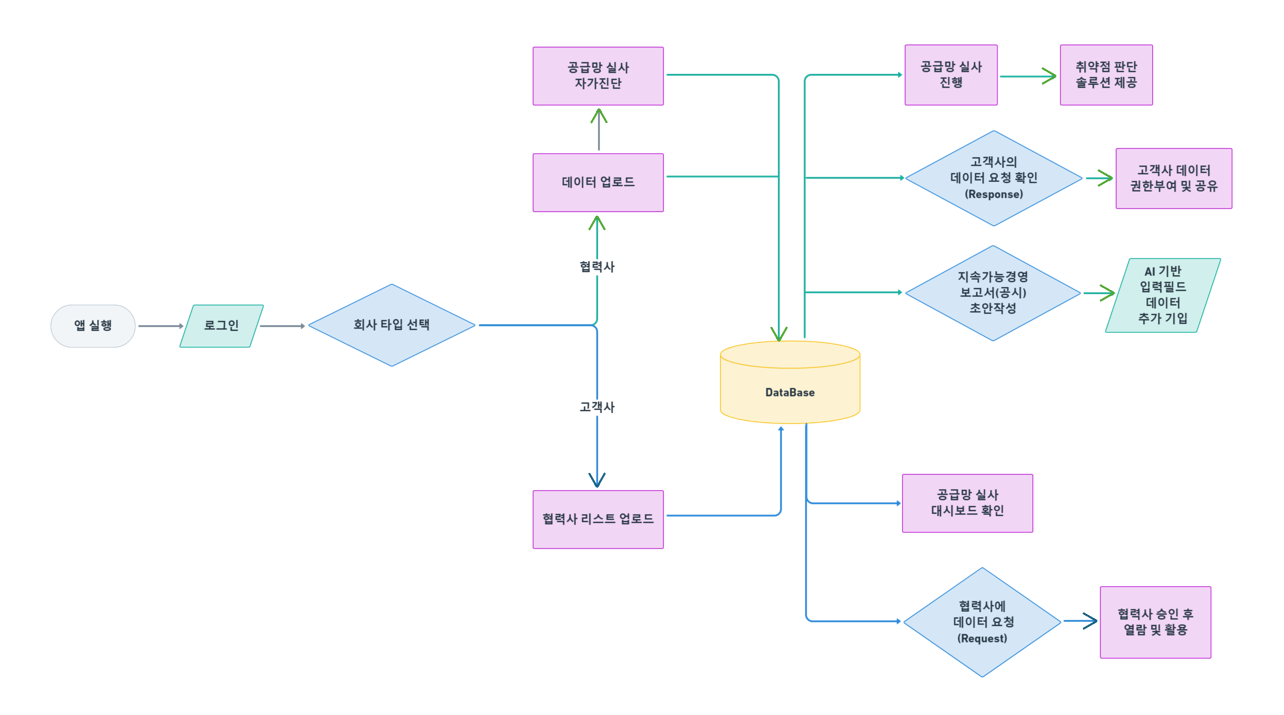 공급망 실사
자가진단
데이터 업로드
협력사
앱 실행
로그인
회사 타입 선택
고객사
협력사 리스트 업로드
DataBase
공급망 실사
진행
취약점 판단
솔루션 제공
고객사의
데이터 요청 확인
(Response)
고객사 데이터
권한부여 및 공유
지속가능경영
보고서(공시)
초안작성
AI 기반
입력필드
데이터
추가 기입
공급망 실사
대시보드 확인
협력사에
데이터 요청
(Request)
협력사 승인 후
열람 및 활용